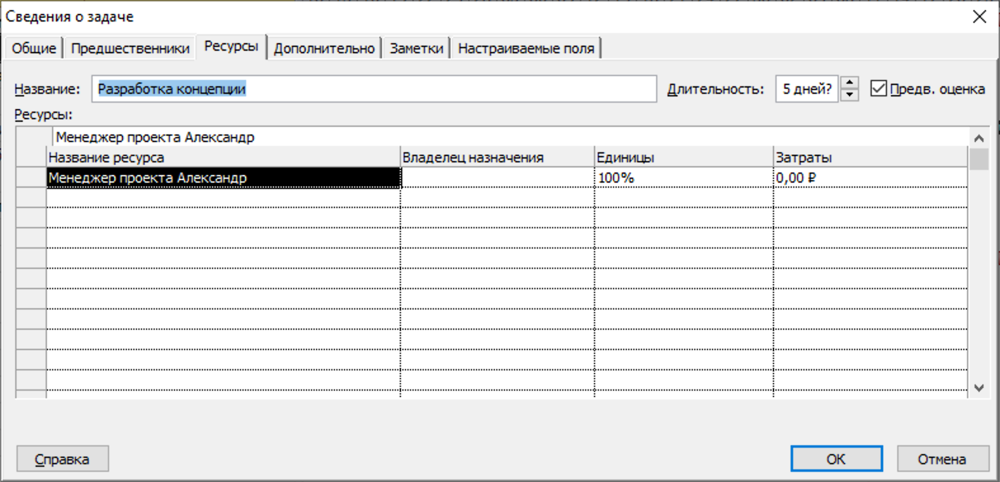 Сведения о задаче
Общие Предшественники Ресурсы Дополнительно Заметки Настраиваемые поля
Название: Разработка концепции Длительность: 5 дней? Предв. оценка
Ресурсы:
Менеджер проекта Александр
Название ресурса Владелец назначения Единицы Затраты
Менеджер проекта Александр 100% 0,00 ₽
Справка ОК Отмена